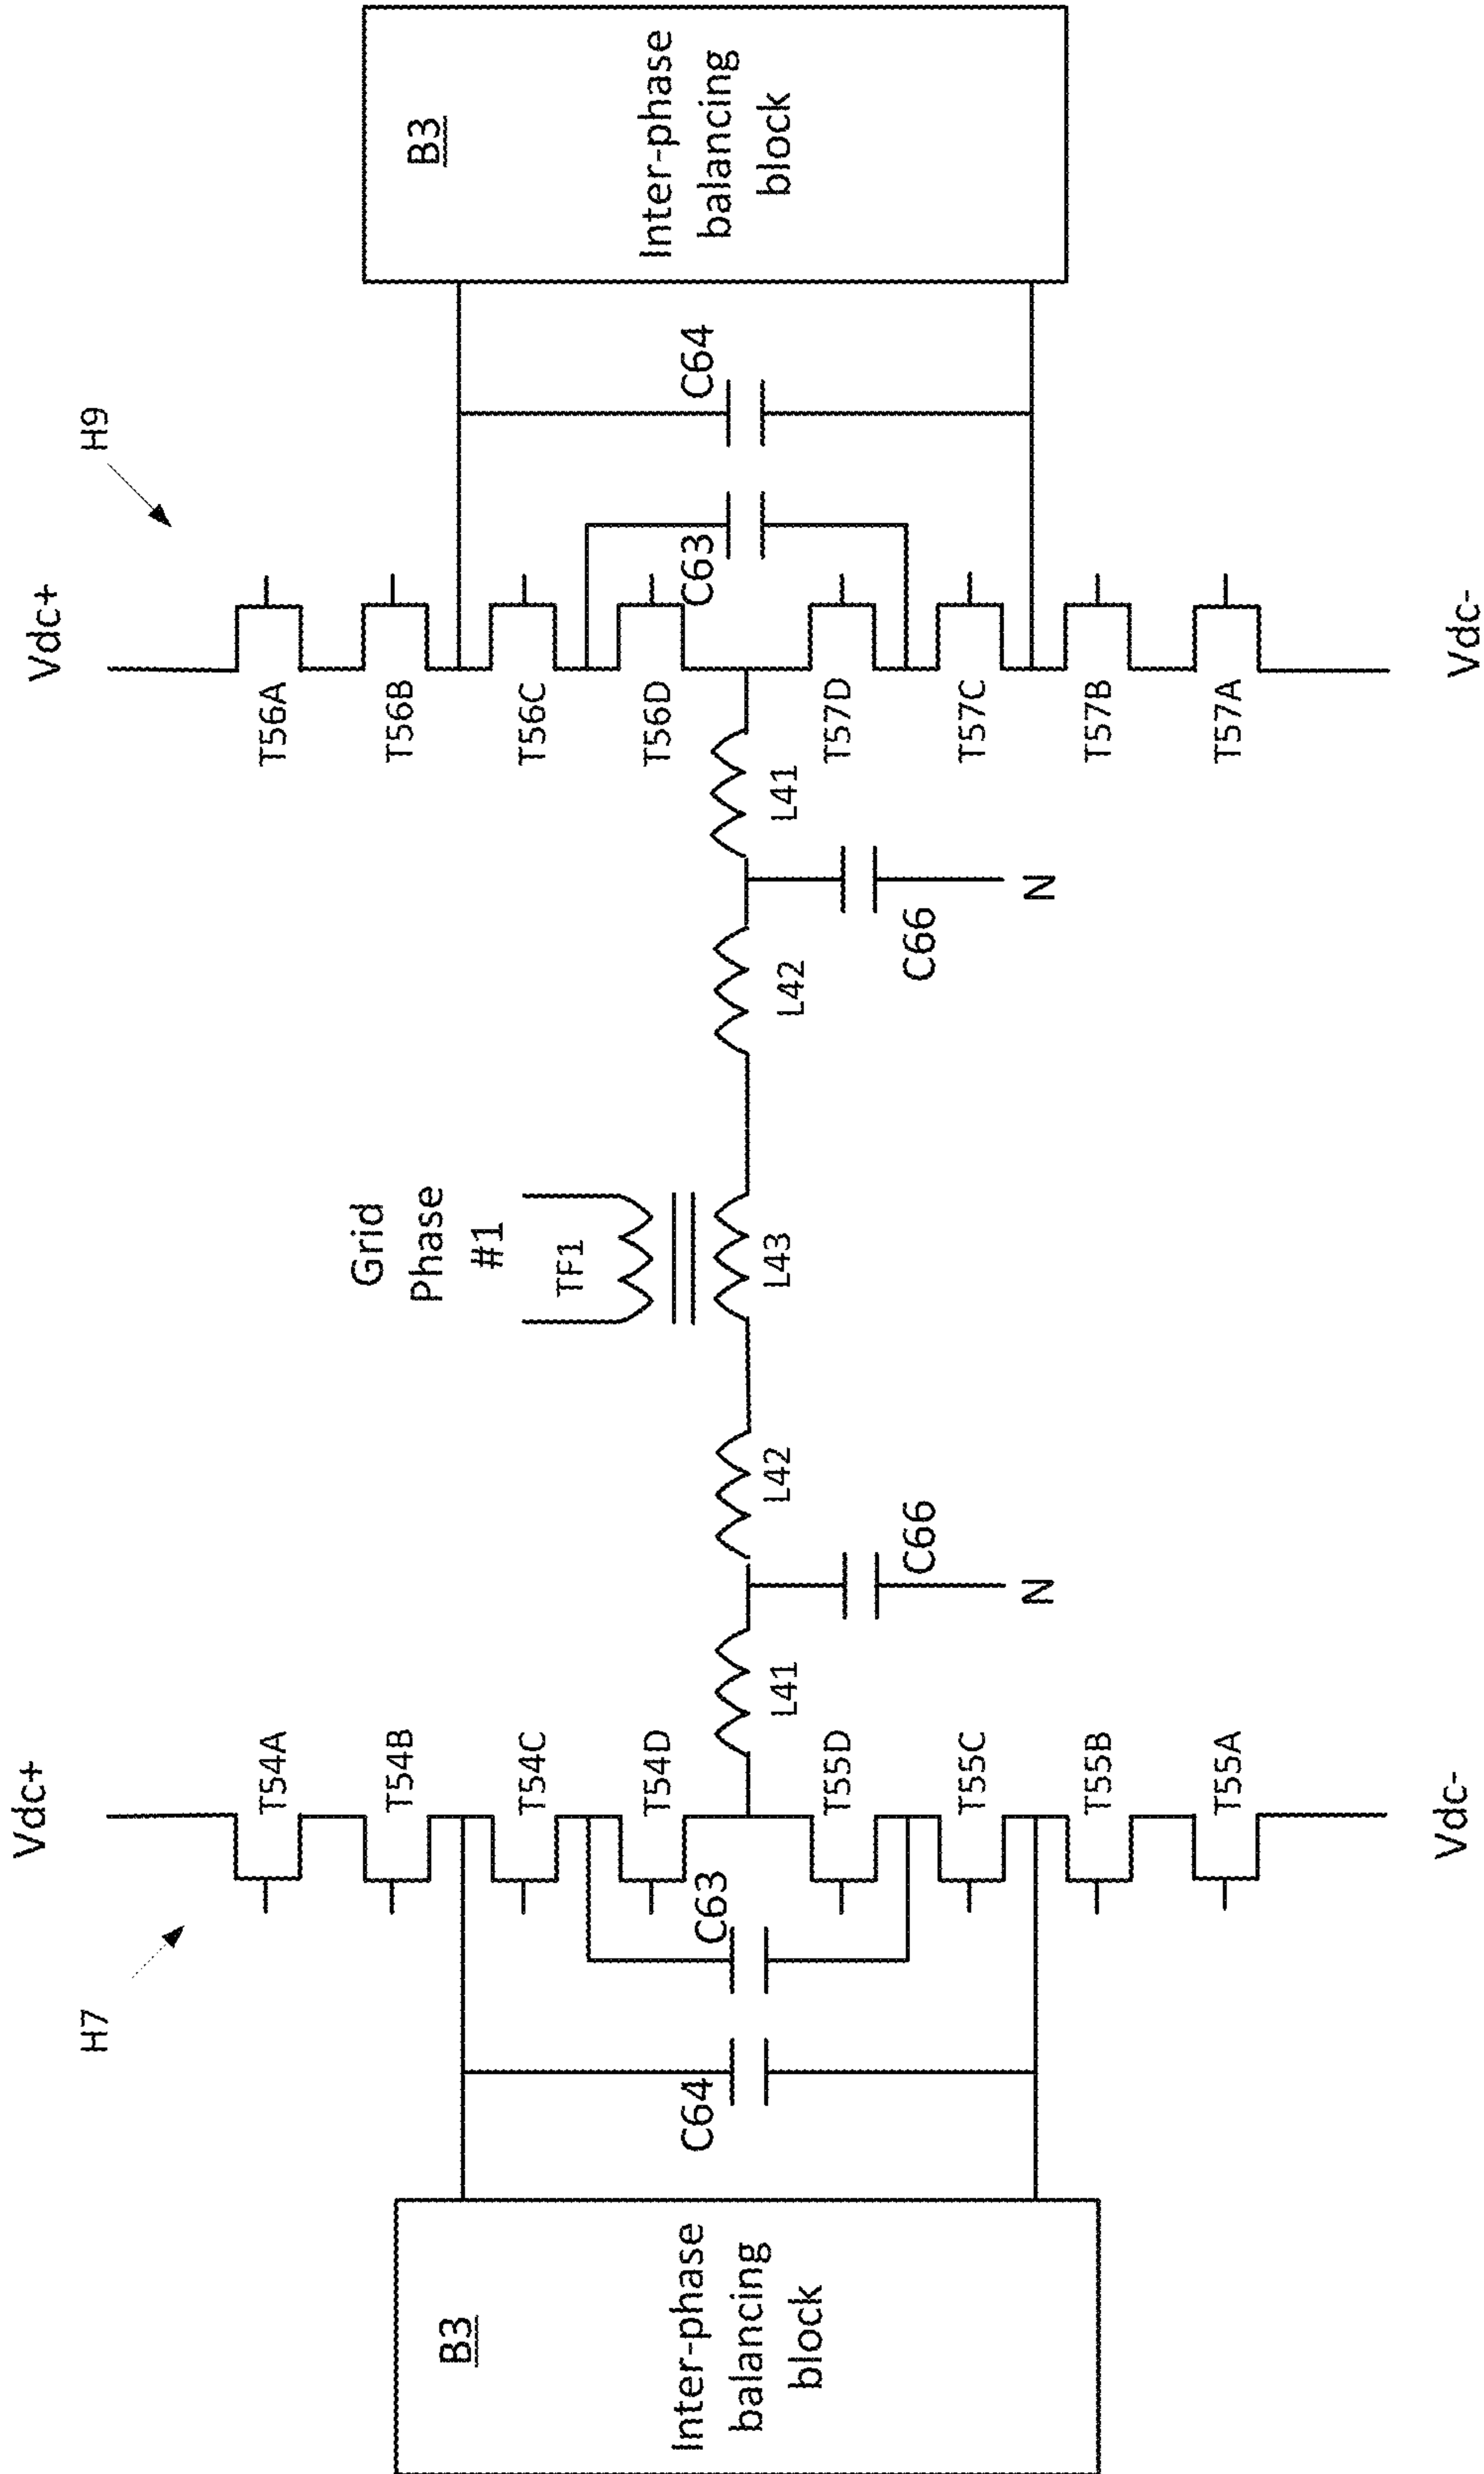 H7
H9
Vdc+
Vdc+
B3
Inter-phase
balancing
block
C64
C63
T54A
T54B
T54C
T54D
T55D
T55C
T55B
T55A
Vdc-
L41
C66
N
L42
Grid
Phase
#1
TF1
L43
L42
C66
N
L41
T56A
T56B
T56C
T56D
T57D
T57C
T57B
T57A
Vdc-
C63
C64
B3
Inter-phase
balancing
block